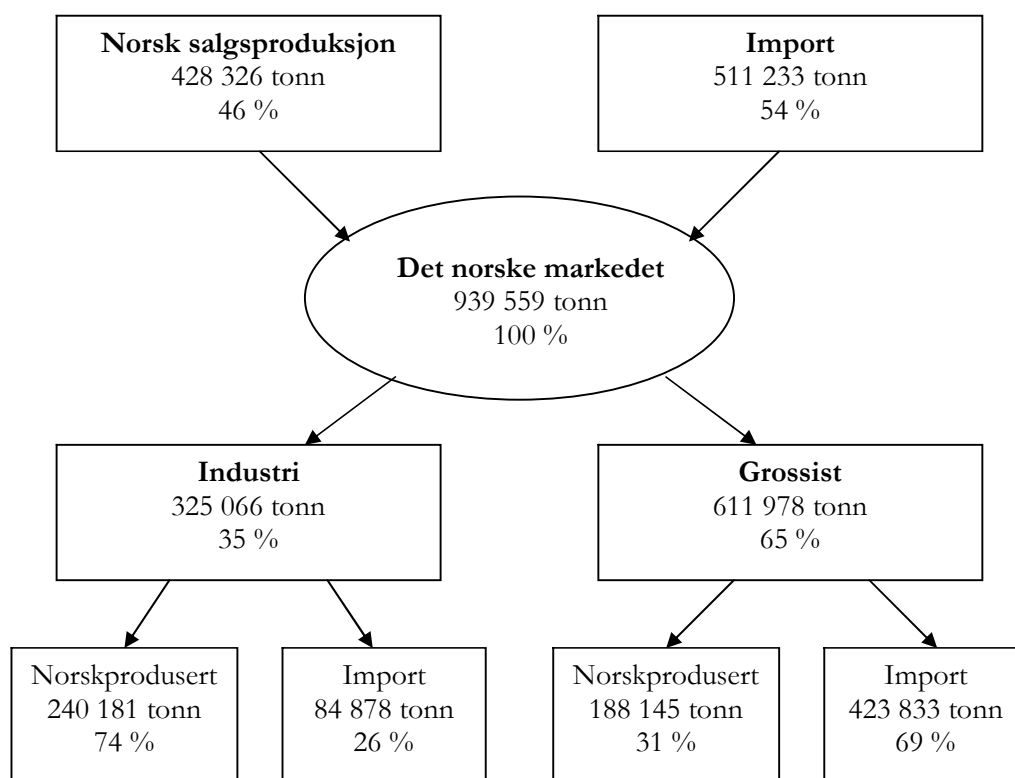 Norsk salgsproduksjon
428 326 tonn
46 %
Import
511 233 tonn
54 %
Det norske markedet
939 559 tonn
100 %
Industri
325 066 tonn
35 %
Grossist
611 978 tonn
65 %
Norskprodusert
240 181 tonn
74 %
Import
84 878 tonn
26 %
Norskprodusert
188 145 tonn
31 %
Import
423 833 tonn
69 %